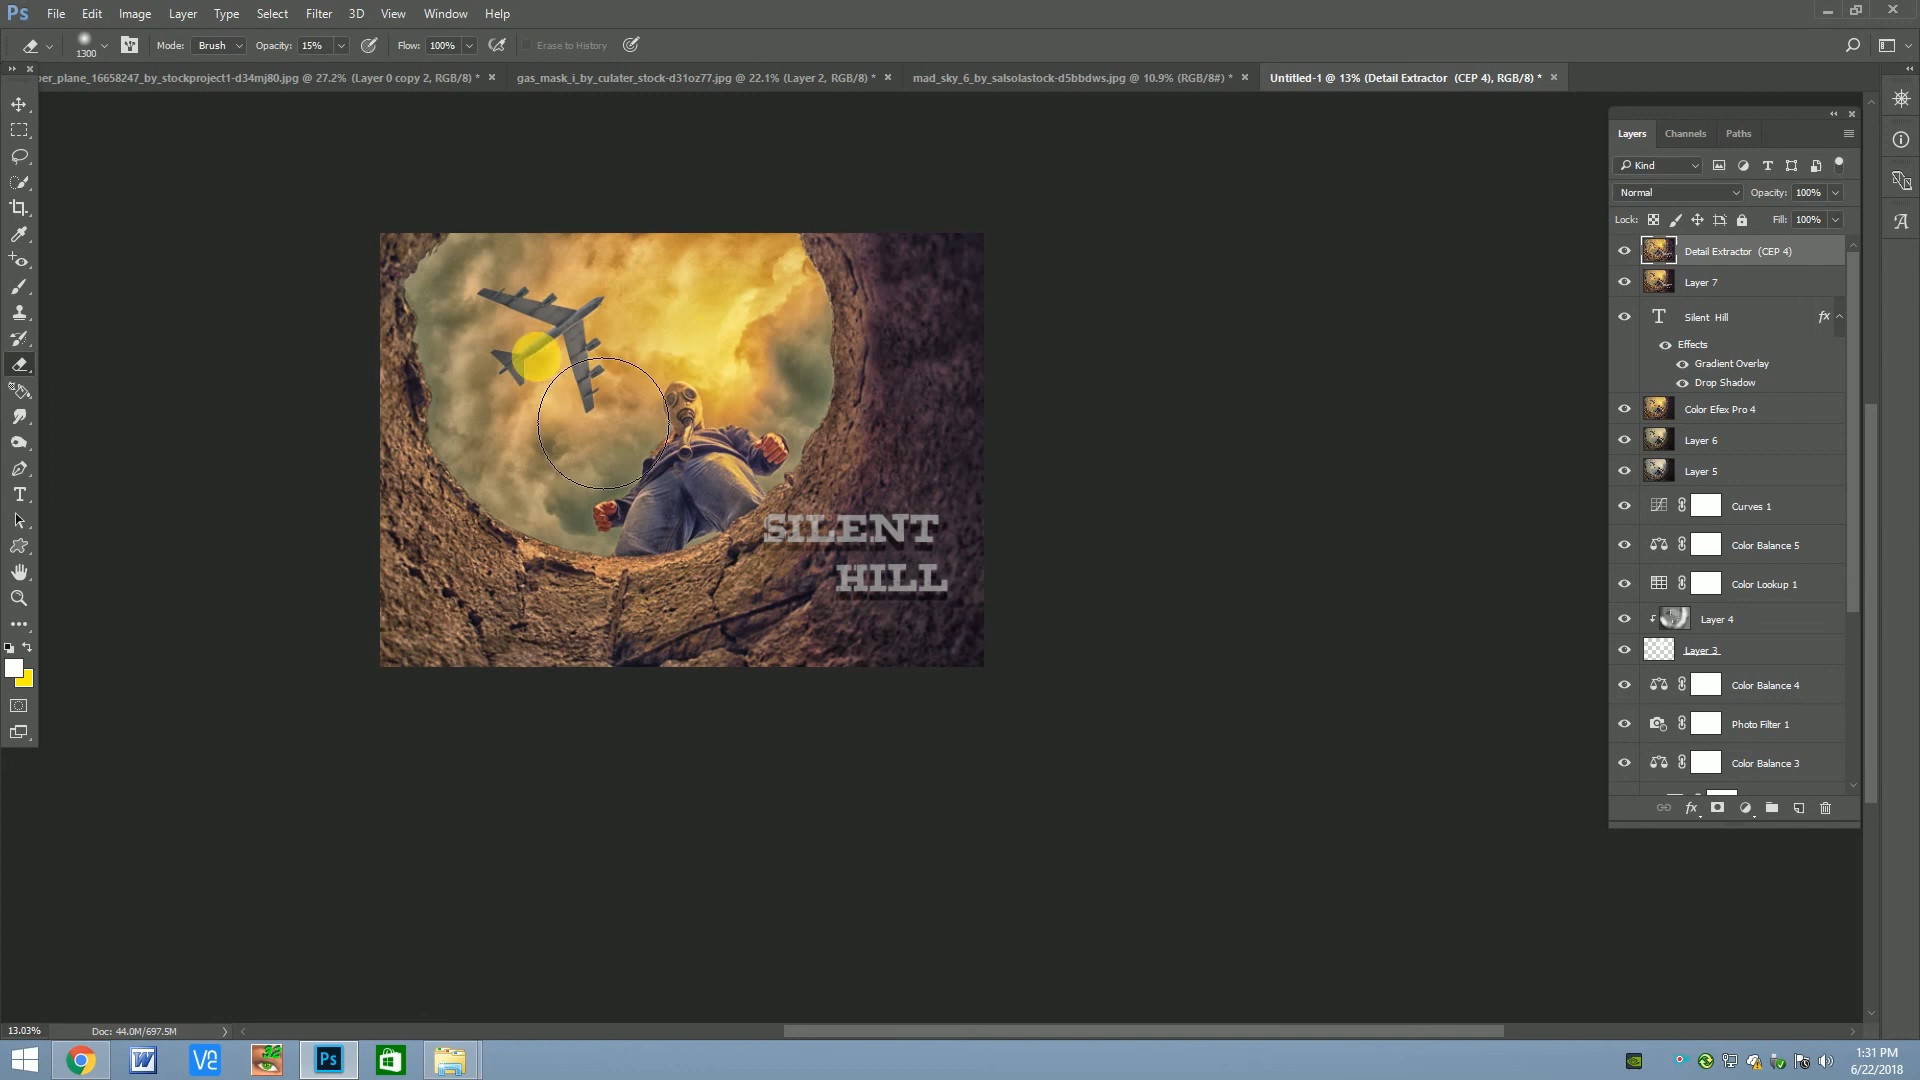 Ps File Edit Image Layer Type Select Filter 3D View Window Help
1300 Mode: Brush Opacity: 15% Flow: 100% Erase to History
per_plane_16658247_by_stockproject1-d34mj80.jpg @ 27.2% (Layer 0 copy 2, RGB/8) * gas_mask_i_by_culater_stock-d31oz77.jpg @ 22.1% (Layer 2, RGB/8) * mad_sky_6_by_salsolastock-d5bbdws.jpg @ 10.9% (RGB/8#) * Untitled-1 @ 13% (Detail Extractor (CEP 4), RGB/8) *
Layers Channels Paths
Kind
Normal Opacity: 100%
Lock: Fill: 100%
Detail Extractor (CEP 4)
Layer 7
Silent Hill fx
Effects
Gradient Overlay
Drop Shadow
Color Efex Pro 4
Layer 6
Layer 5
Curves 1
Color Balance 5
Color Lookup 1
Layer 4
Layer 3
Color Balance 4
Photo Filter 1
Color Balance 3
fx
SILENT
HILL
13.03% Doc: 44.0M/697.5M
Ps
1:31 PM
6/22/2018